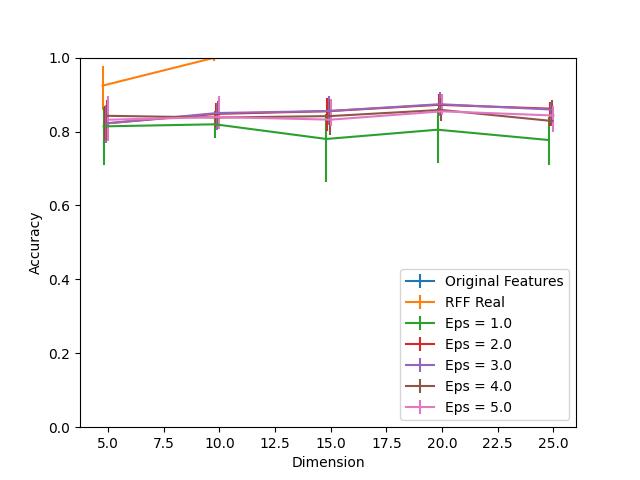 1.0
0.8
0.6
0.4
0.2
0.0
Accuracy
Original Features
RFF Real
Eps = 1.0
Eps = 2.0
Eps = 3.0
Eps = 4.0
Eps = 5.0
5.0 7.5 10.0 12.5 15.0 17.5 20.0 22.5 25.0
Dimension